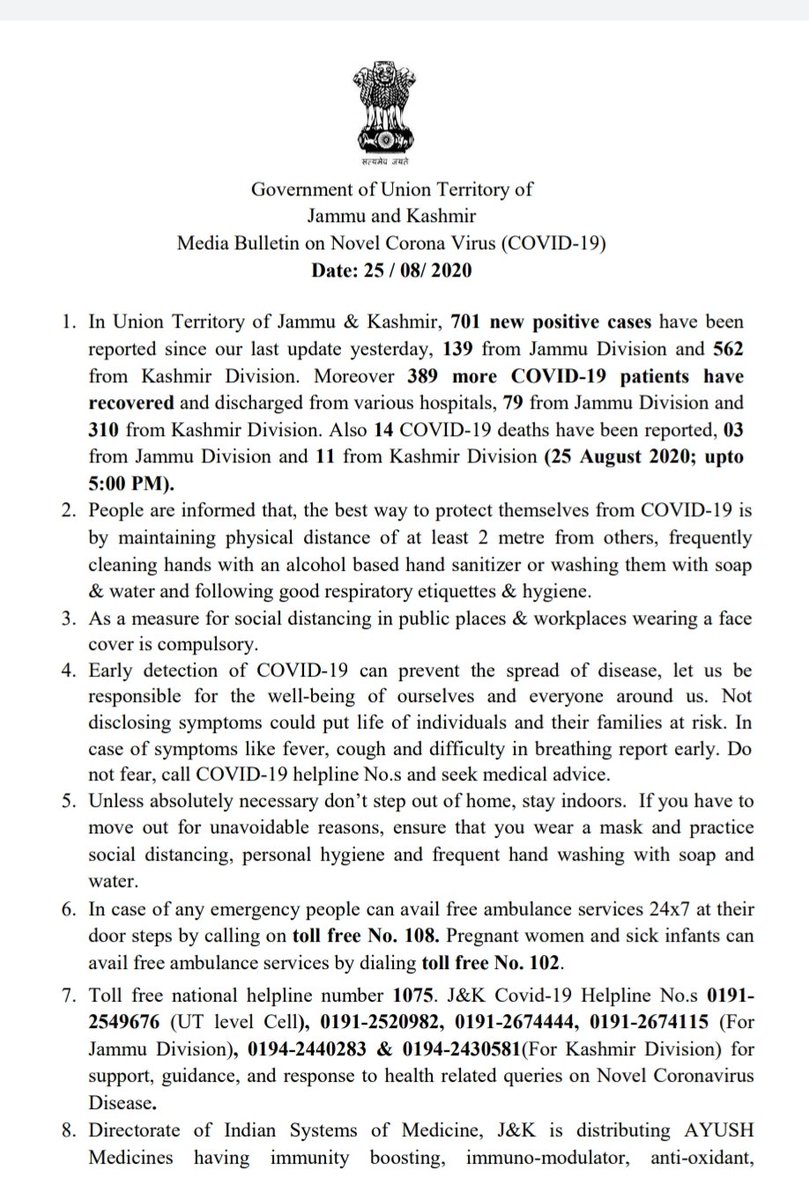 सत्यमेव जयते
Government of Union Territory of
Jammu and Kashmir
Media Bulletin on Novel Corona Virus (COVID-19)
Date: 25 / 08/ 2020
1. In Union Territory of Jammu & Kashmir, 701 new positive cases have been
reported since our last update yesterday, 139 from Jammu Division and 562
from Kashmir Division. Moreover 389 more COVID-19 patients have
recovered and discharged from various hospitals, 79 from Jammu Division and
310 from Kashmir Division. Also 14 COVID-19 deaths have been reported, 03
from Jammu Division and 11 from Kashmir Division (25 August 2020; upto
5:00 PM).
2. People are informed that, the best way to protect themselves from COVID-19 is
by maintaining physical distance of at least 2 metre from others, frequently
cleaning hands with an alcohol based hand sanitizer or washing them with soap
& water and following good respiratory etiquettes & hygiene.
3. As a measure for social distancing in public places & workplaces wearing a face
cover is compulsory.
4. Early detection of COVID-19 can prevent the spread of disease, let us be
responsible for the well-being of ourselves and everyone around us. Not
disclosing symptoms could put life of individuals and their families at risk. In
case of symptoms like fever, cough and difficulty in breathing report early. Do
not fear, call COVID-19 helpline No.s and seek medical advice.
5. Unless absolutely necessary don’t step out of home, stay indoors. If you have to
move out for unavoidable reasons, ensure that you wear a mask and practice
social distancing, personal hygiene and frequent hand washing with soap and
water.
6. In case of any emergency people can avail free ambulance services 24x7 at their
door steps by calling on toll free No. 108. Pregnant women and sick infants can
avail free ambulance services by dialing toll free No. 102.
7. Toll free national helpline number 1075. J&K Covid-19 Helpline No.s 0191-
2549676 (UT level Cell), 0191-2520982, 0191-2674444, 0191-2674115 (For
Jammu Division), 0194-2440283 & 0194-2430581(For Kashmir Division) for
support, guidance, and response to health related queries on Novel Coronavirus
Disease.
8. Directorate of Indian Systems of Medicine, J&K is distributing AYUSH
Medicines having immunity boosting, immuno-modulator, anti-oxidant,